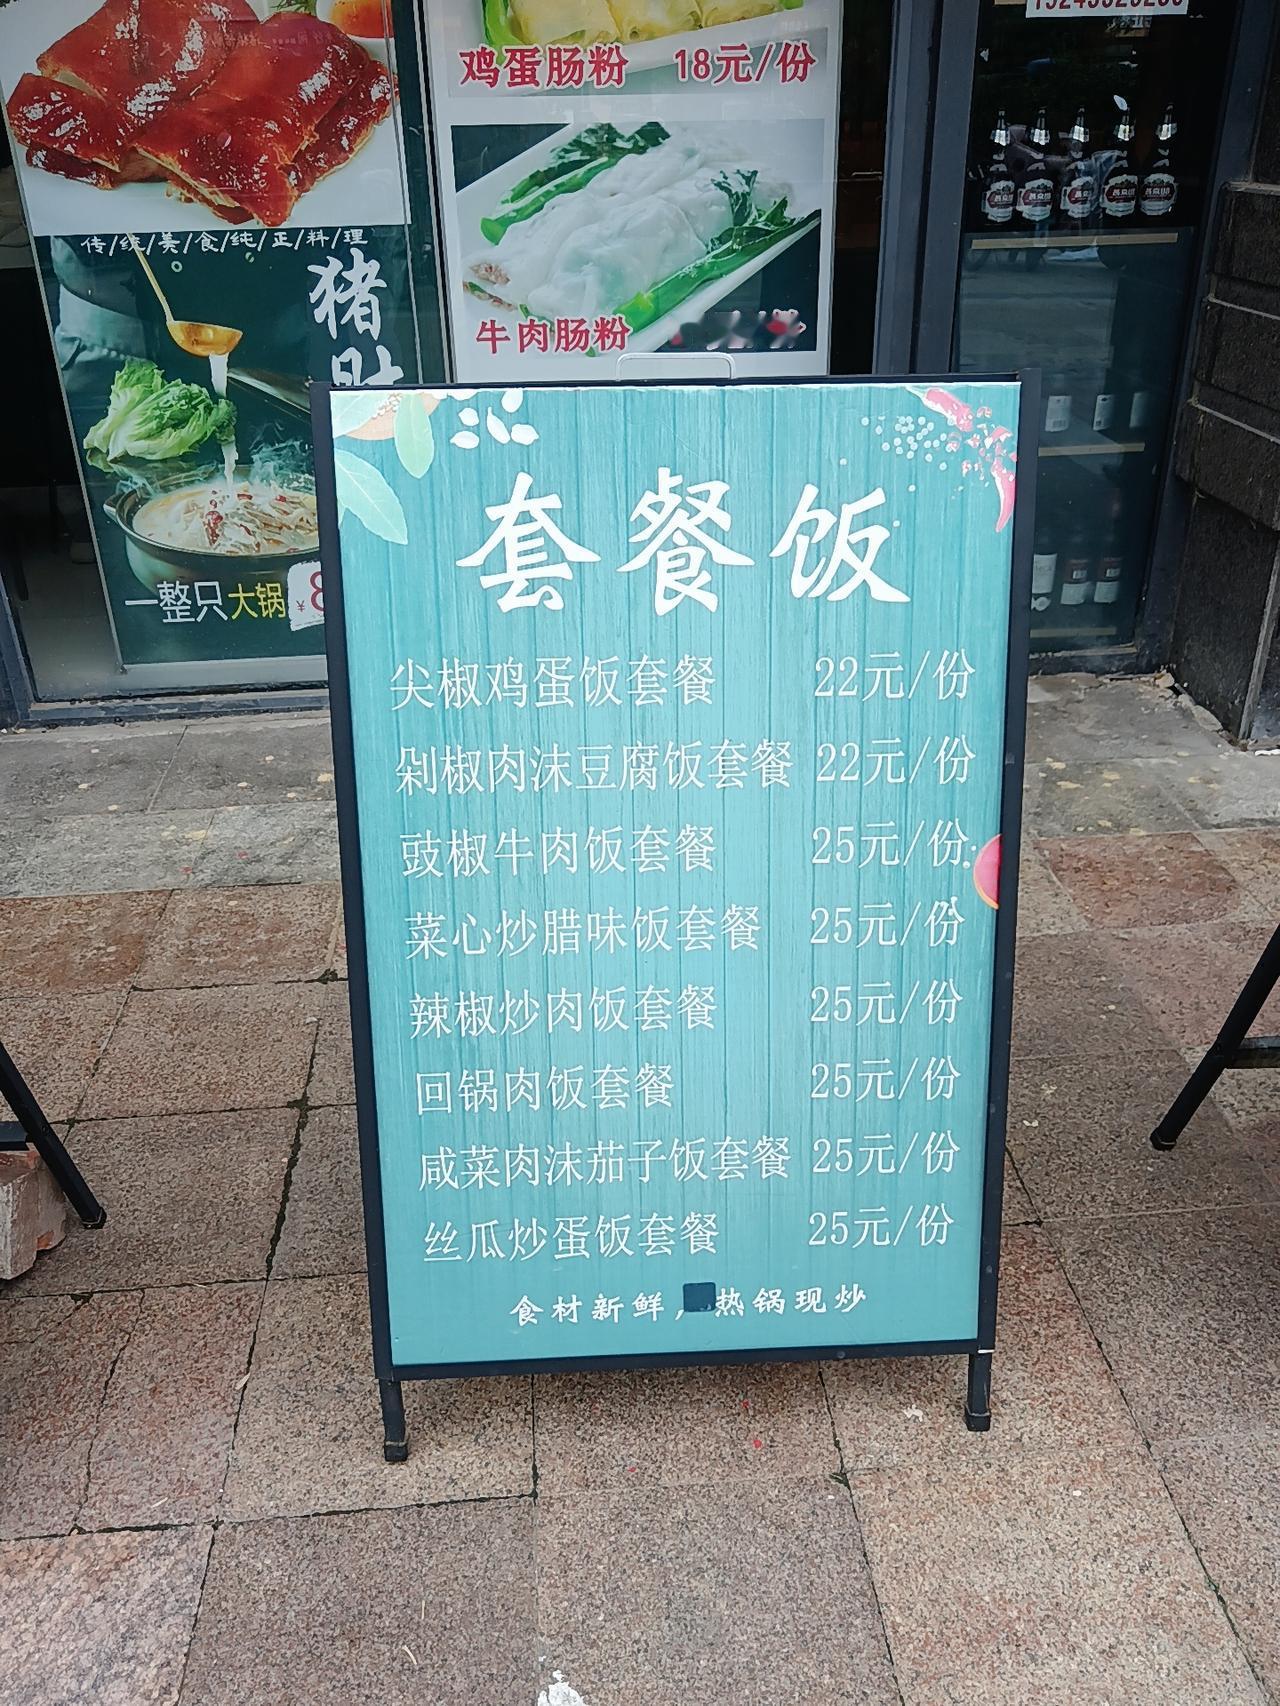 鸡蛋肠粉 18元/份
传/统/美/食/纯/正/料/理
猪
牛肉肠粉
一整只大锅
套餐饭
尖椒鸡蛋饭套餐 22元/份
剁椒肉沫豆腐饭套餐 22元/份
豉椒牛肉饭套餐 25元/份
菜心炒腊味饭套餐 25元/份
辣椒炒肉饭套餐 25元/份
回锅肉饭套餐 25元/份
咸菜肉沫茄子饭套餐 25元/份
丝瓜炒蛋饭套餐 25元/份
食材新鲜，热锅现炒